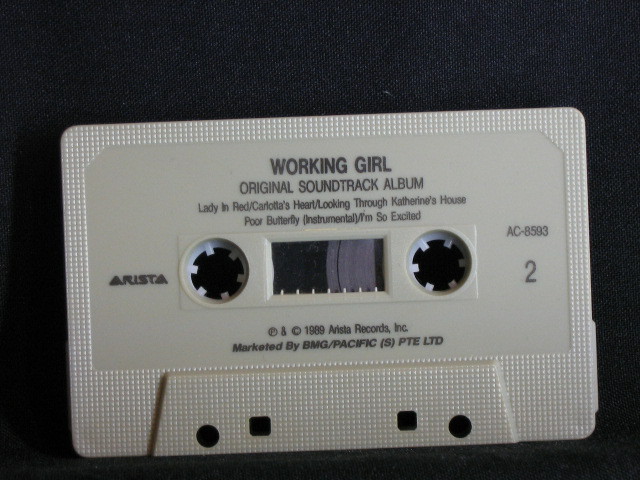 WORKING GIRL
ORIGINAL SOUNDTRACK ALBUM
Lady In Red/Carlotta's Heart/Looking Through Katherine's House
Poor Butterfly (Instrumental)/I'm So Excited
AC-8593
ARISTA
2
℗ & © 1989 Arista Records, Inc.
Marketed By BMG/PACIFIC (S) PTE LTD